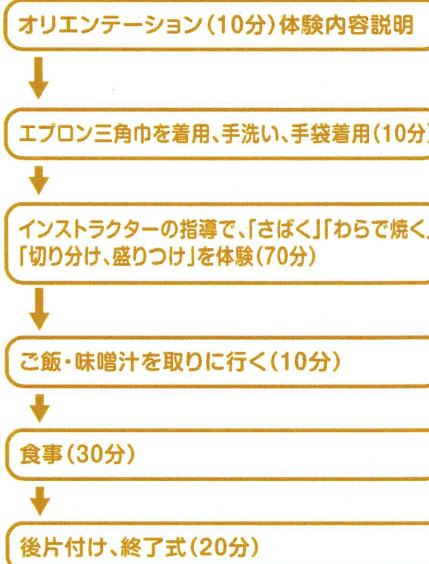 オリエンテーション(10分)体験内容説明
エプロン三角巾を着用、手洗い、手袋着用(10分)
インストラクターの指導で、「さばく」「わらで焼く」
「切り分け、盛りつけ」を体験(70分)
ご飯・味噌汁を取りに行く(10分)
食事(30分)
後片付け、終了式(20分)